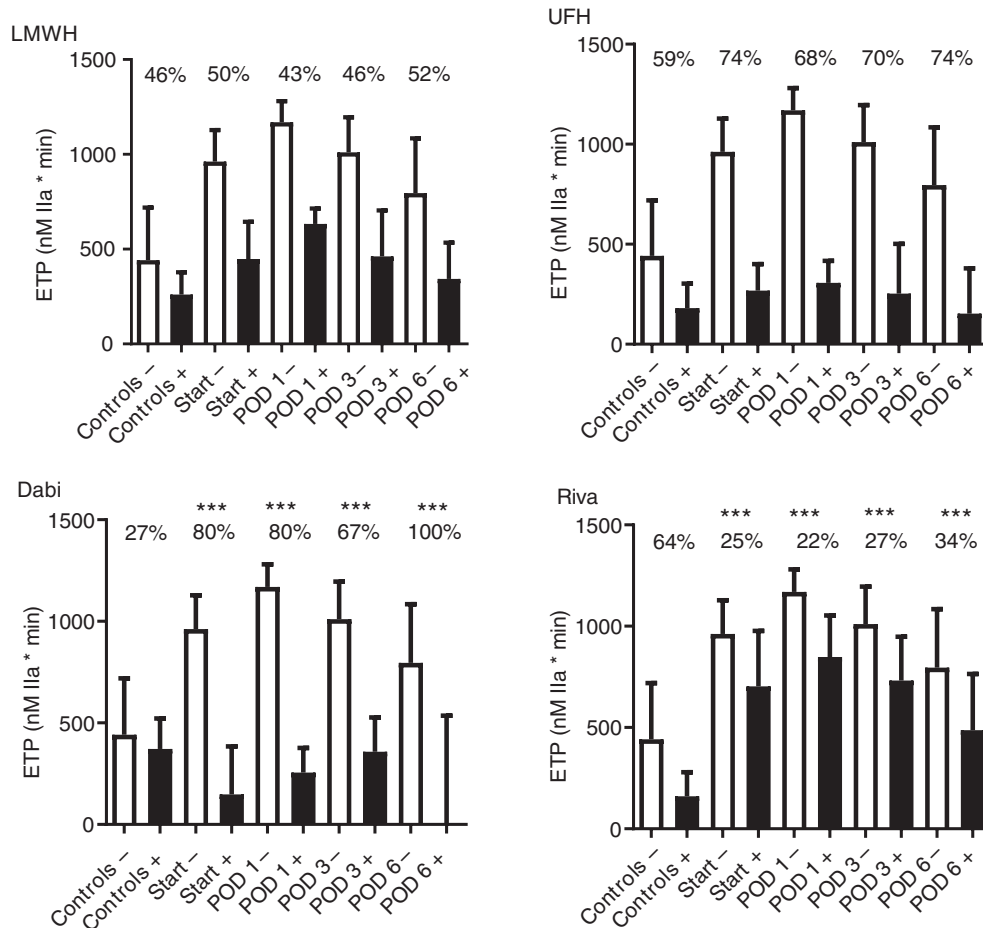 LMWH
1500
1000
500
0
ETP (nM IIa * min)
46% 50% 43% 46% 52%
Controls –
Controls +
Start –
Start +
POD 1–
POD 1+
POD 3–
POD 3+
POD 6–
POD 6+
UFH
1500
1000
500
0
ETP (nM IIa * min)
59% 74% 68% 70% 74%
Controls –
Controls +
Start –
Start +
POD 1–
POD 1+
POD 3–
POD 3 +
POD 6–
POD 6 +
Dabi
1500
1000
500
0
ETP (nM IIa * min)
*** *** *** ***
27% 80% 80% 67% 100%
Controls –
Controls +
Start –
Start +
POD 1–
POD 1 +
POD 3–
POD 3 +
POD 6–
POD 6 +
Riva
1500
1000
500
0
ETP (nM IIa * min)
*** *** *** ***
64% 25% 22% 27% 34%
Controls –
Controls +
Start –
Start +
POD 1–
POD 1 +
POD 3–
POD 3 +
POD 6–
POD 6 +